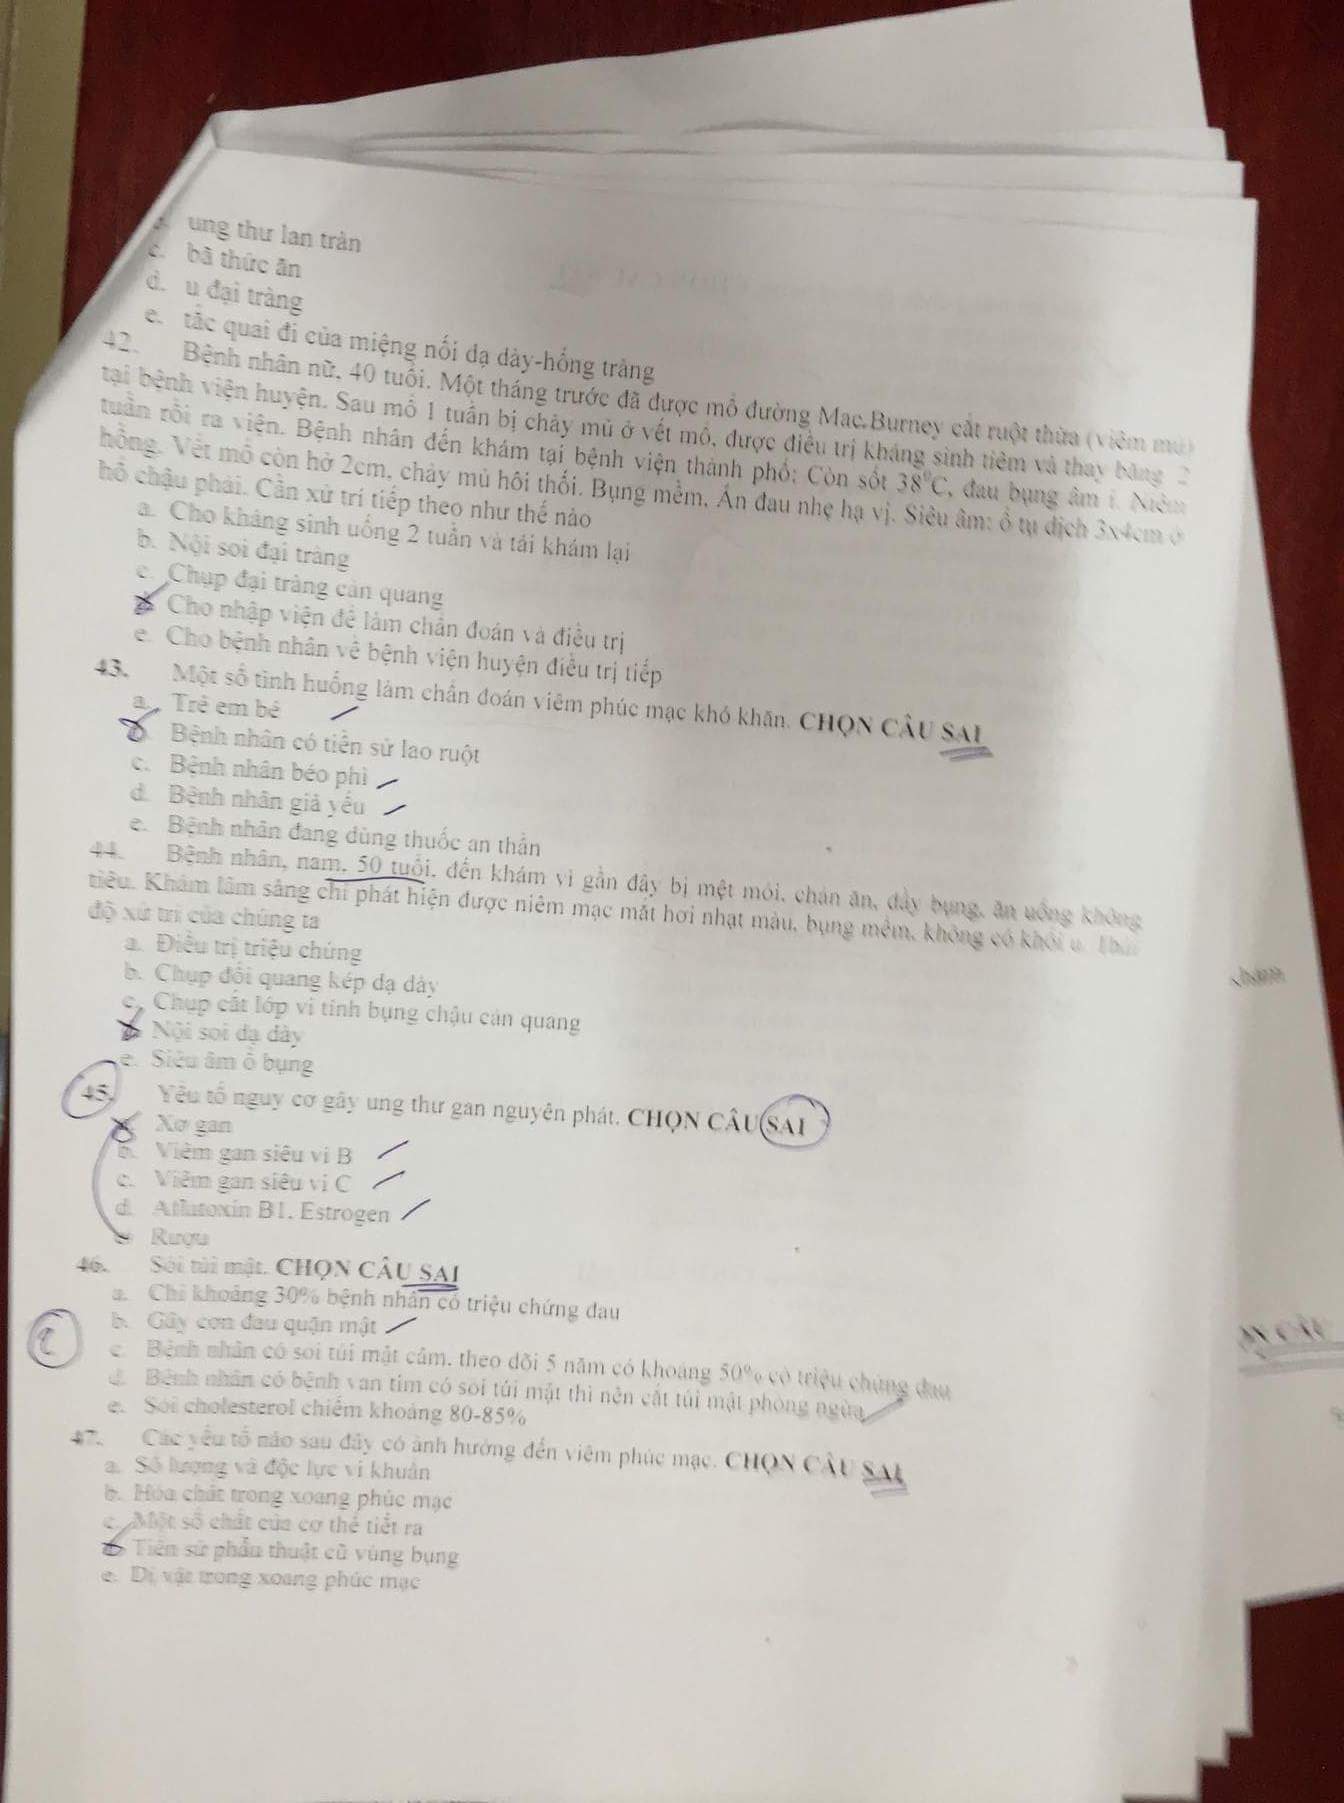 ung thư lan tràn
c. bã thức ăn
d. u đại tràng
e. tắc quai đi của miệng nối dạ dày-hỗng tràng
42. Bệnh nhân nữ, 40 tuổi. Một tháng trước đã được mổ đường Mac.Burney cắt ruột thừa (viêm mủ)
tại bệnh viện huyện. Sau mổ 1 tuần bị chảy mủ ở vết mổ, được điều trị kháng sinh tiêm và thay băng 2
tuần rồi ra viện. Bệnh nhân đến khám tại bệnh viện thành phố: Còn sốt 38⁰C, đau bụng âm ỉ. Niêm
hồng. Vết mổ còn hở 2cm, chảy mủ hôi thối. Bụng mềm, Ấn đau nhẹ hạ vị. Siêu âm: ổ tụ dịch 3x4cm ở
hố chậu phải. Cần xử trí tiếp theo như thế nào
a. Cho kháng sinh uống 2 tuần và tái khám lại
b. Nội soi đại tràng
c. Chụp đại tràng cản quang
Cho nhập viện để làm chẩn đoán và điều trị
e. Cho bệnh nhân về bệnh viện huyện điều trị tiếp
43. Một số tình huống làm chẩn đoán viêm phúc mạc khó khăn. CHỌN CÂU SAI
a. Trẻ em bé
Bệnh nhân có tiền sử lao ruột
c. Bệnh nhân béo phì
d. Bệnh nhân già yếu
e. Bệnh nhân đang dùng thuốc an thần
44. Bệnh nhân, nam, 50 tuổi, đến khám vì gần đây bị mệt mỏi, chán ăn, đầy bụng, ăn uống không
tiêu. Khám lâm sàng chỉ phát hiện được niêm mạc mắt hơi nhạt màu, bụng mềm, không có khối u. Thái
độ xử trí của chúng ta
a. Điều trị triệu chứng
b. Chụp đối quang kép dạ dày
c. Chụp cắt lớp vi tính bụng chậu cản quang
Nội soi dạ dày
e. Siêu âm ổ bụng
45. Yếu tố nguy cơ gây ung thư gan nguyên phát. CHỌN CÂU SAI
Xơ gan
b. Viêm gan siêu vi B
c. Viêm gan siêu vi C
d. Aflatoxin B1, Estrogen
Rượu
46. Sỏi túi mật. CHỌN CÂU SAI
a. Chỉ khoảng 30% bệnh nhân có triệu chứng đau
b. Gây cơn đau quặn mật
c. Bệnh nhân có sỏi túi mật câm, theo dõi 5 năm có khoảng 50% có triệu chứng đau
d. Bệnh nhân có bệnh van tim có sỏi túi mật thì nên cắt túi mật phòng ngừa
e. Sỏi cholesterol chiếm khoảng 80-85%
47. Các yếu tố nào sau đây có ảnh hưởng đến viêm phúc mạc. CHỌN CÂU SAI
a. Số lượng và độc lực vi khuẩn
b. Hóa chất trong xoang phúc mạc
c. Một số chất của cơ thể tiết ra
Tiền sử phẫu thuật cũ vùng bụng
e. Dị vật trong xoang phúc mạc